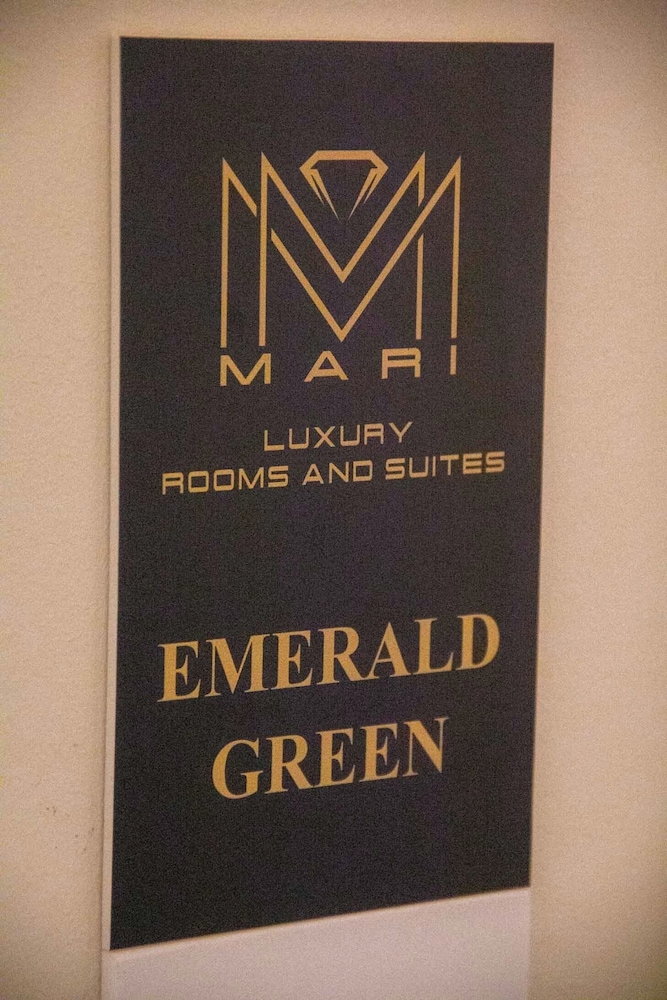 MARI
LUXURY
ROOMS AND SUITES
EMERALD
GREEN